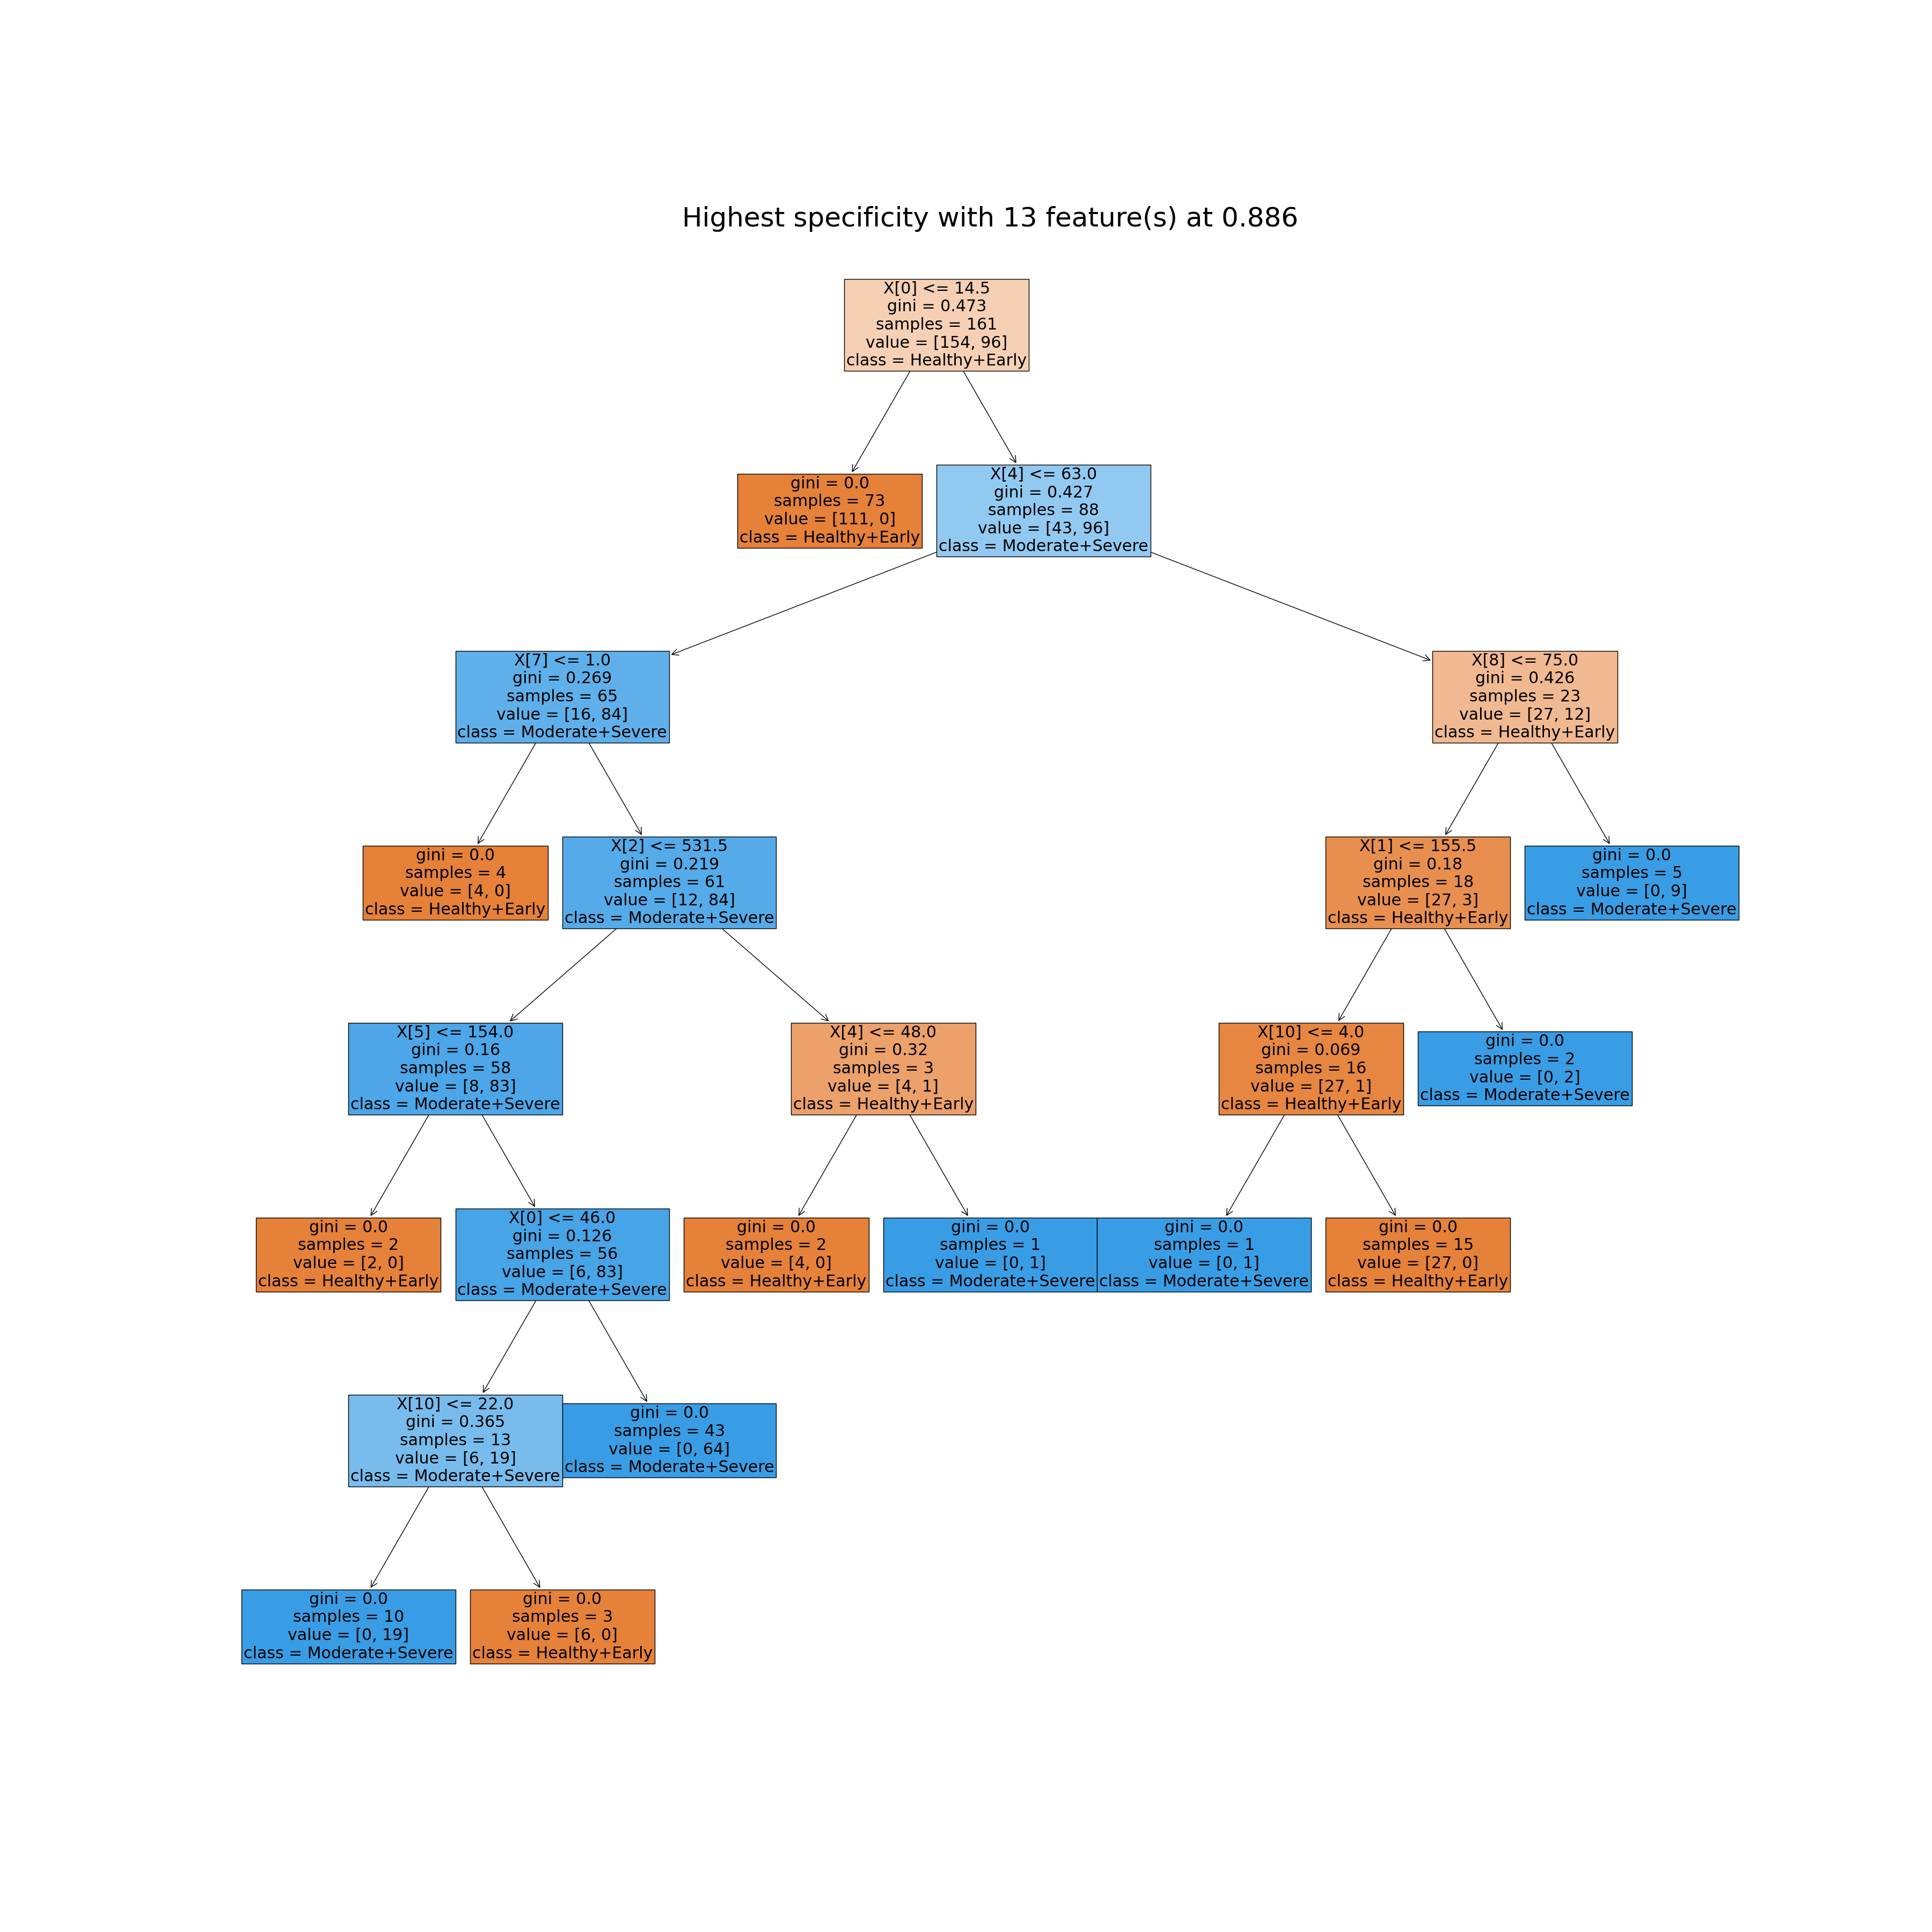 Highest specificity with 13 feature(s) at 0.886
X[0] <= 14.5
gini = 0.473
samples = 161
value = [154, 96]
class = Healthy+Early
gini = 0.0
samples = 73
value = [111, 0]
class = Healthy+Early
X[4] <= 63.0
gini = 0.427
samples = 88
value = [43, 96]
class = Moderate+Severe
X[7] <= 1.0
gini = 0.269
samples = 65
value = [16, 84]
class = Moderate+Severe
X[8] <= 75.0
gini = 0.426
samples = 23
value = [27, 12]
class = Healthy+Early
gini = 0.0
samples = 4
value = [4, 0]
class = Healthy+Early
X[2] <= 531.5
gini = 0.219
samples = 61
value = [12, 84]
class = Moderate+Severe
X[1] <= 155.5
gini = 0.18
samples = 18
value = [27, 3]
class = Healthy+Early
gini = 0.0
samples = 5
value = [0, 9]
class = Moderate+Severe
X[5] <= 154.0
gini = 0.16
samples = 58
value = [8, 83]
class = Moderate+Severe
X[4] <= 48.0
gini = 0.32
samples = 3
value = [4, 1]
class = Healthy+Early
X[10] <= 4.0
gini = 0.069
samples = 16
value = [27, 1]
class = Healthy+Early
gini = 0.0
samples = 2
value = [0, 2]
class = Moderate+Severe
gini = 0.0
samples = 2
value = [2, 0]
class = Healthy+Early
X[0] <= 46.0
gini = 0.126
samples = 56
value = [6, 83]
class = Moderate+Severe
gini = 0.0
samples = 2
value = [4, 0]
class = Healthy+Early
gini = 0.0
samples = 1
value = [0, 1]
class = Moderate+Severe
gini = 0.0
samples = 1
value = [0, 1]
class = Moderate+Severe
gini = 0.0
samples = 15
value = [27, 0]
class = Healthy+Early
X[10] <= 22.0
gini = 0.365
samples = 13
value = [6, 19]
class = Moderate+Severe
gini = 0.0
samples = 43
value = [0, 64]
class = Moderate+Severe
gini = 0.0
samples = 10
value = [0, 19]
class = Moderate+Severe
gini = 0.0
samples = 3
value = [6, 0]
class = Healthy+Early